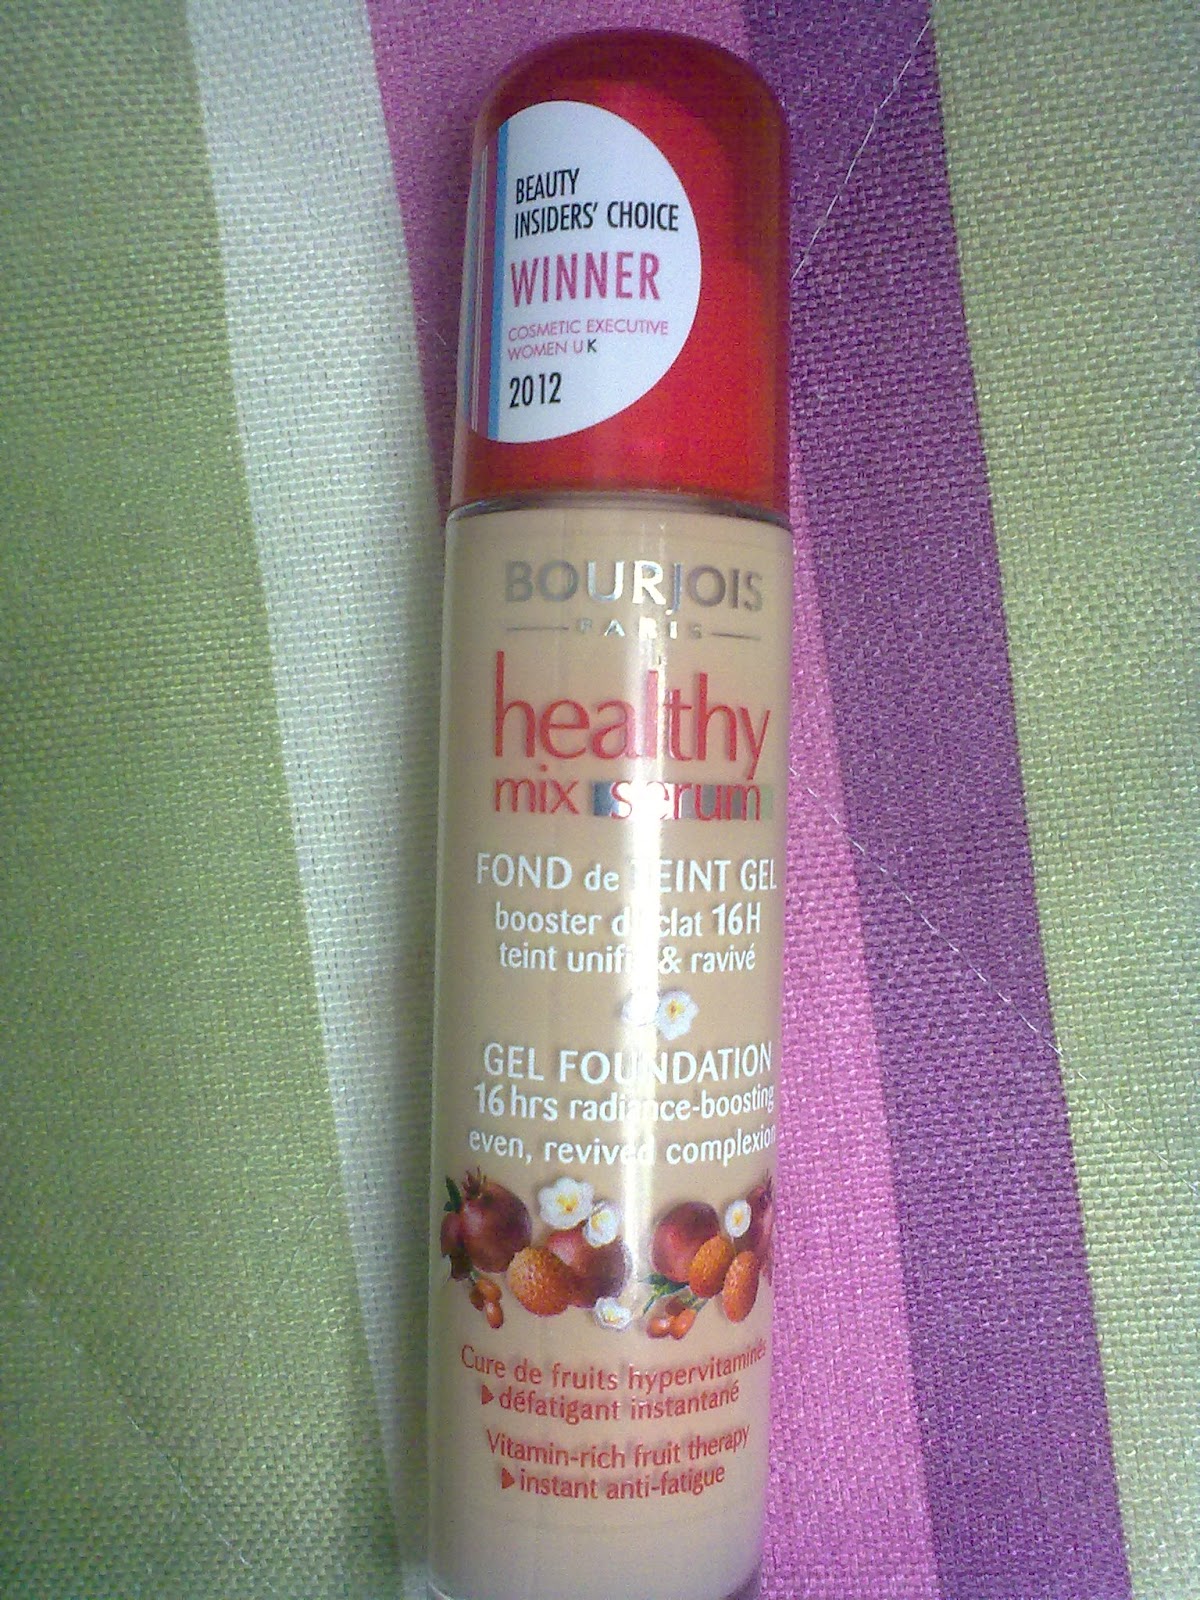 BEAUTY
INSIDERS' CHOICE
WINNER
COSMETIC EXECUTIVE
WOMEN UK
2012
BOURJOIS
PARIS
healthy
mix serum
FOND de TEINT GEL
booster d'éclat 16H
teint unifié & ravivé
GEL FOUNDATION
16hrs radiance-boosting
even, revived complexion
Cure de fruits hypervitaminés
défatigant instantané
Vitamin-rich fruit therapy
instant anti-fatigue